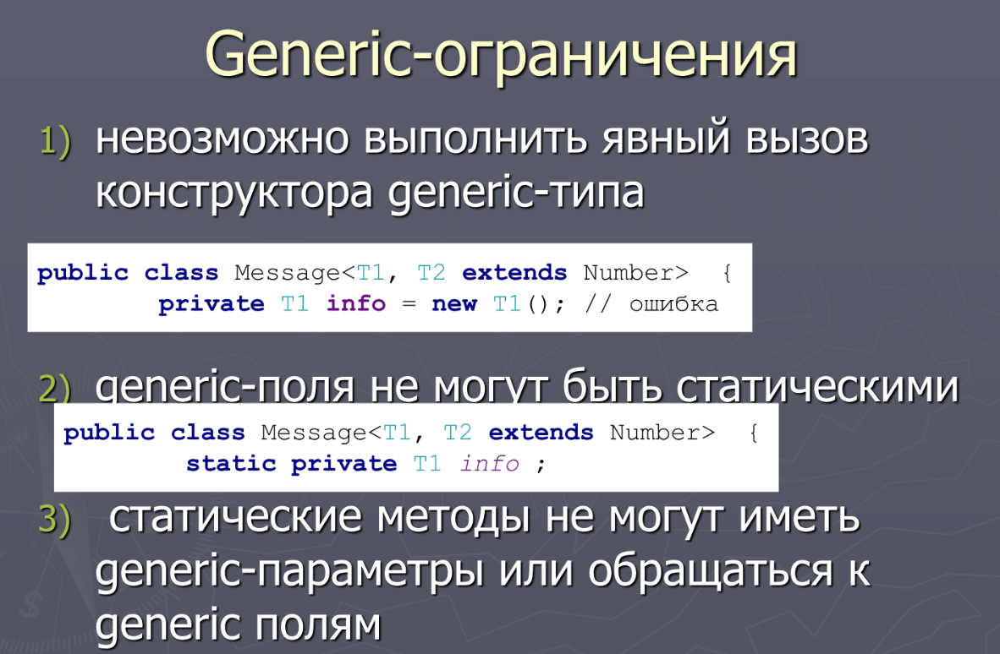 Generic-ограничения
1) невозможно выполнить явный вызов
конструктора generic-типа
public class Message<T1, T2 extends Number> {
private T1 info = new T1(); // ошибка
2) generic-поля не могут быть статическими
public class Message<T1, T2 extends Number> {
static private T1 info ;
3) статические методы не могут иметь
generic-параметры или обращаться к
generic полям